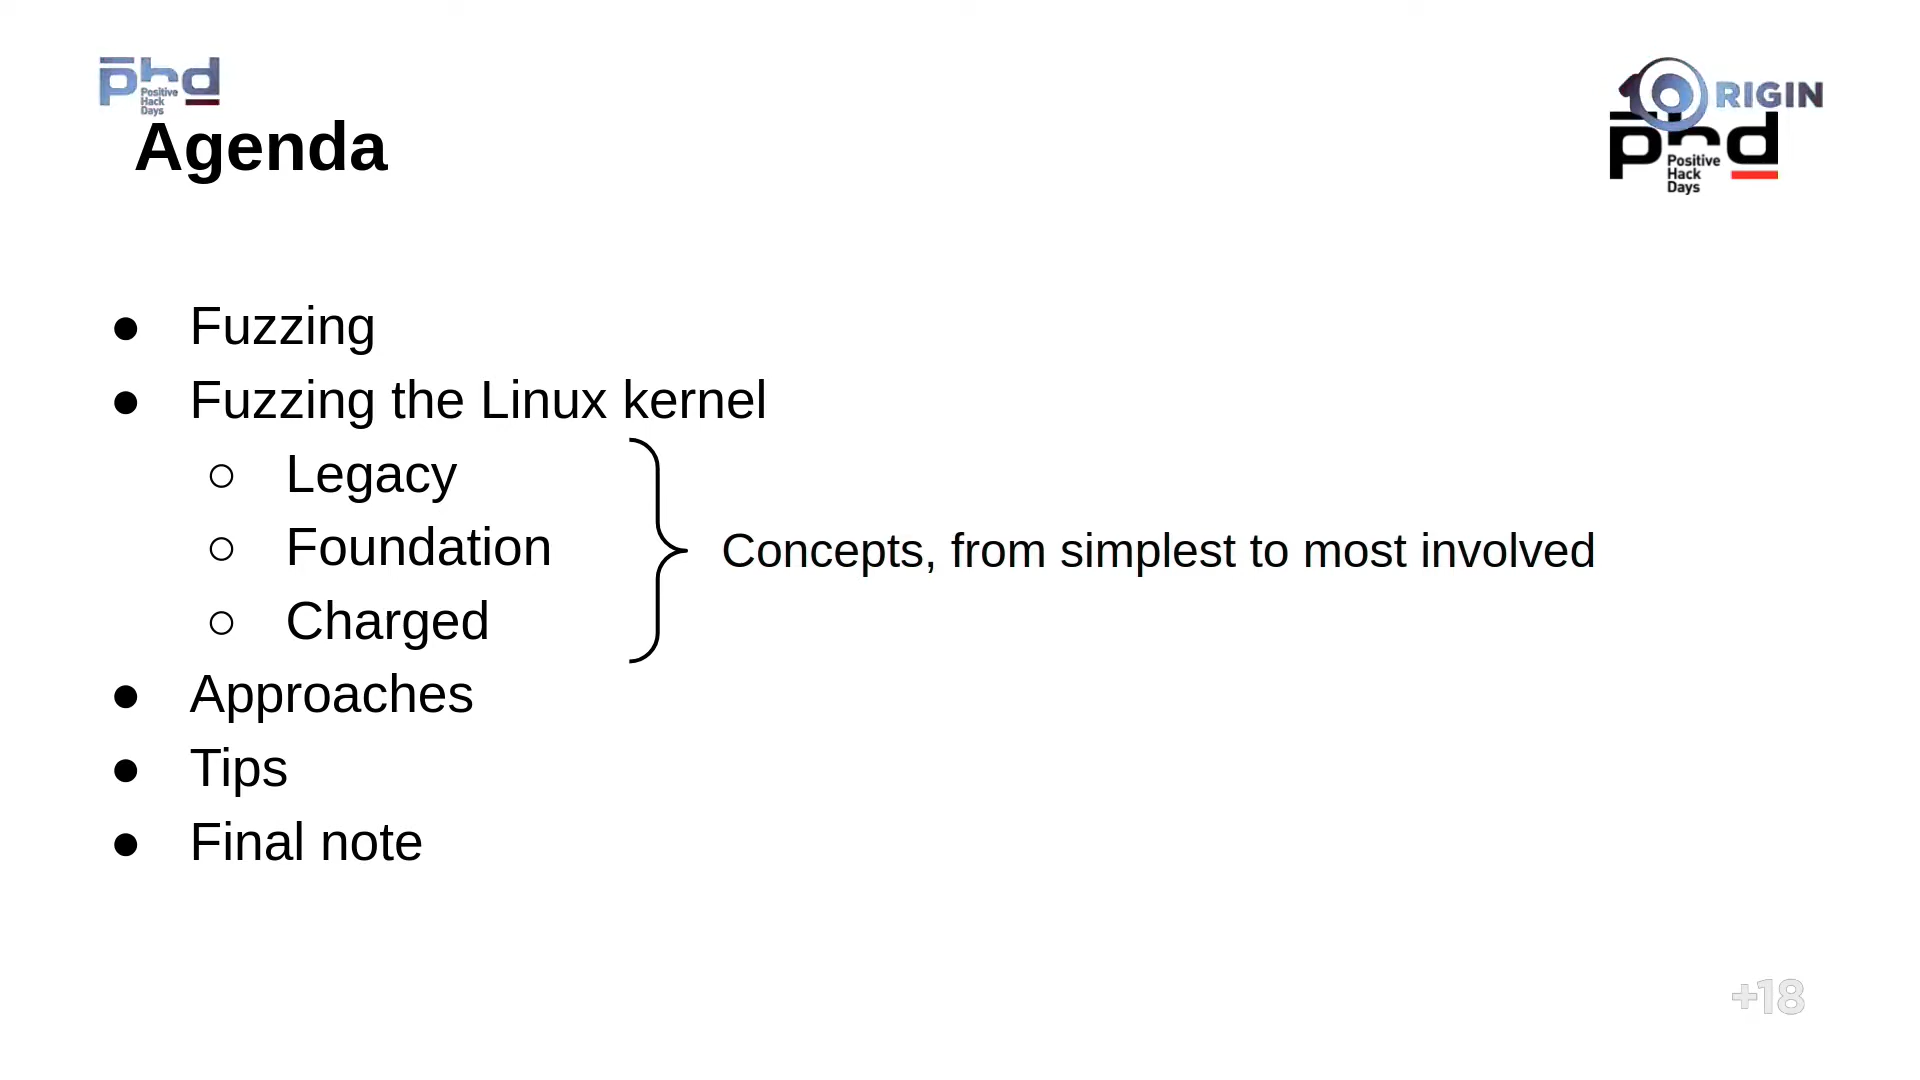 phd
Positive
Hack
Days
10RIGIN
phd
Positive
Hack
Days
Agenda
● Fuzzing
● Fuzzing the Linux kernel
○ Legacy
○ Foundation
○ Charged
Concepts, from simplest to most involved
● Approaches
● Tips
● Final note
+18